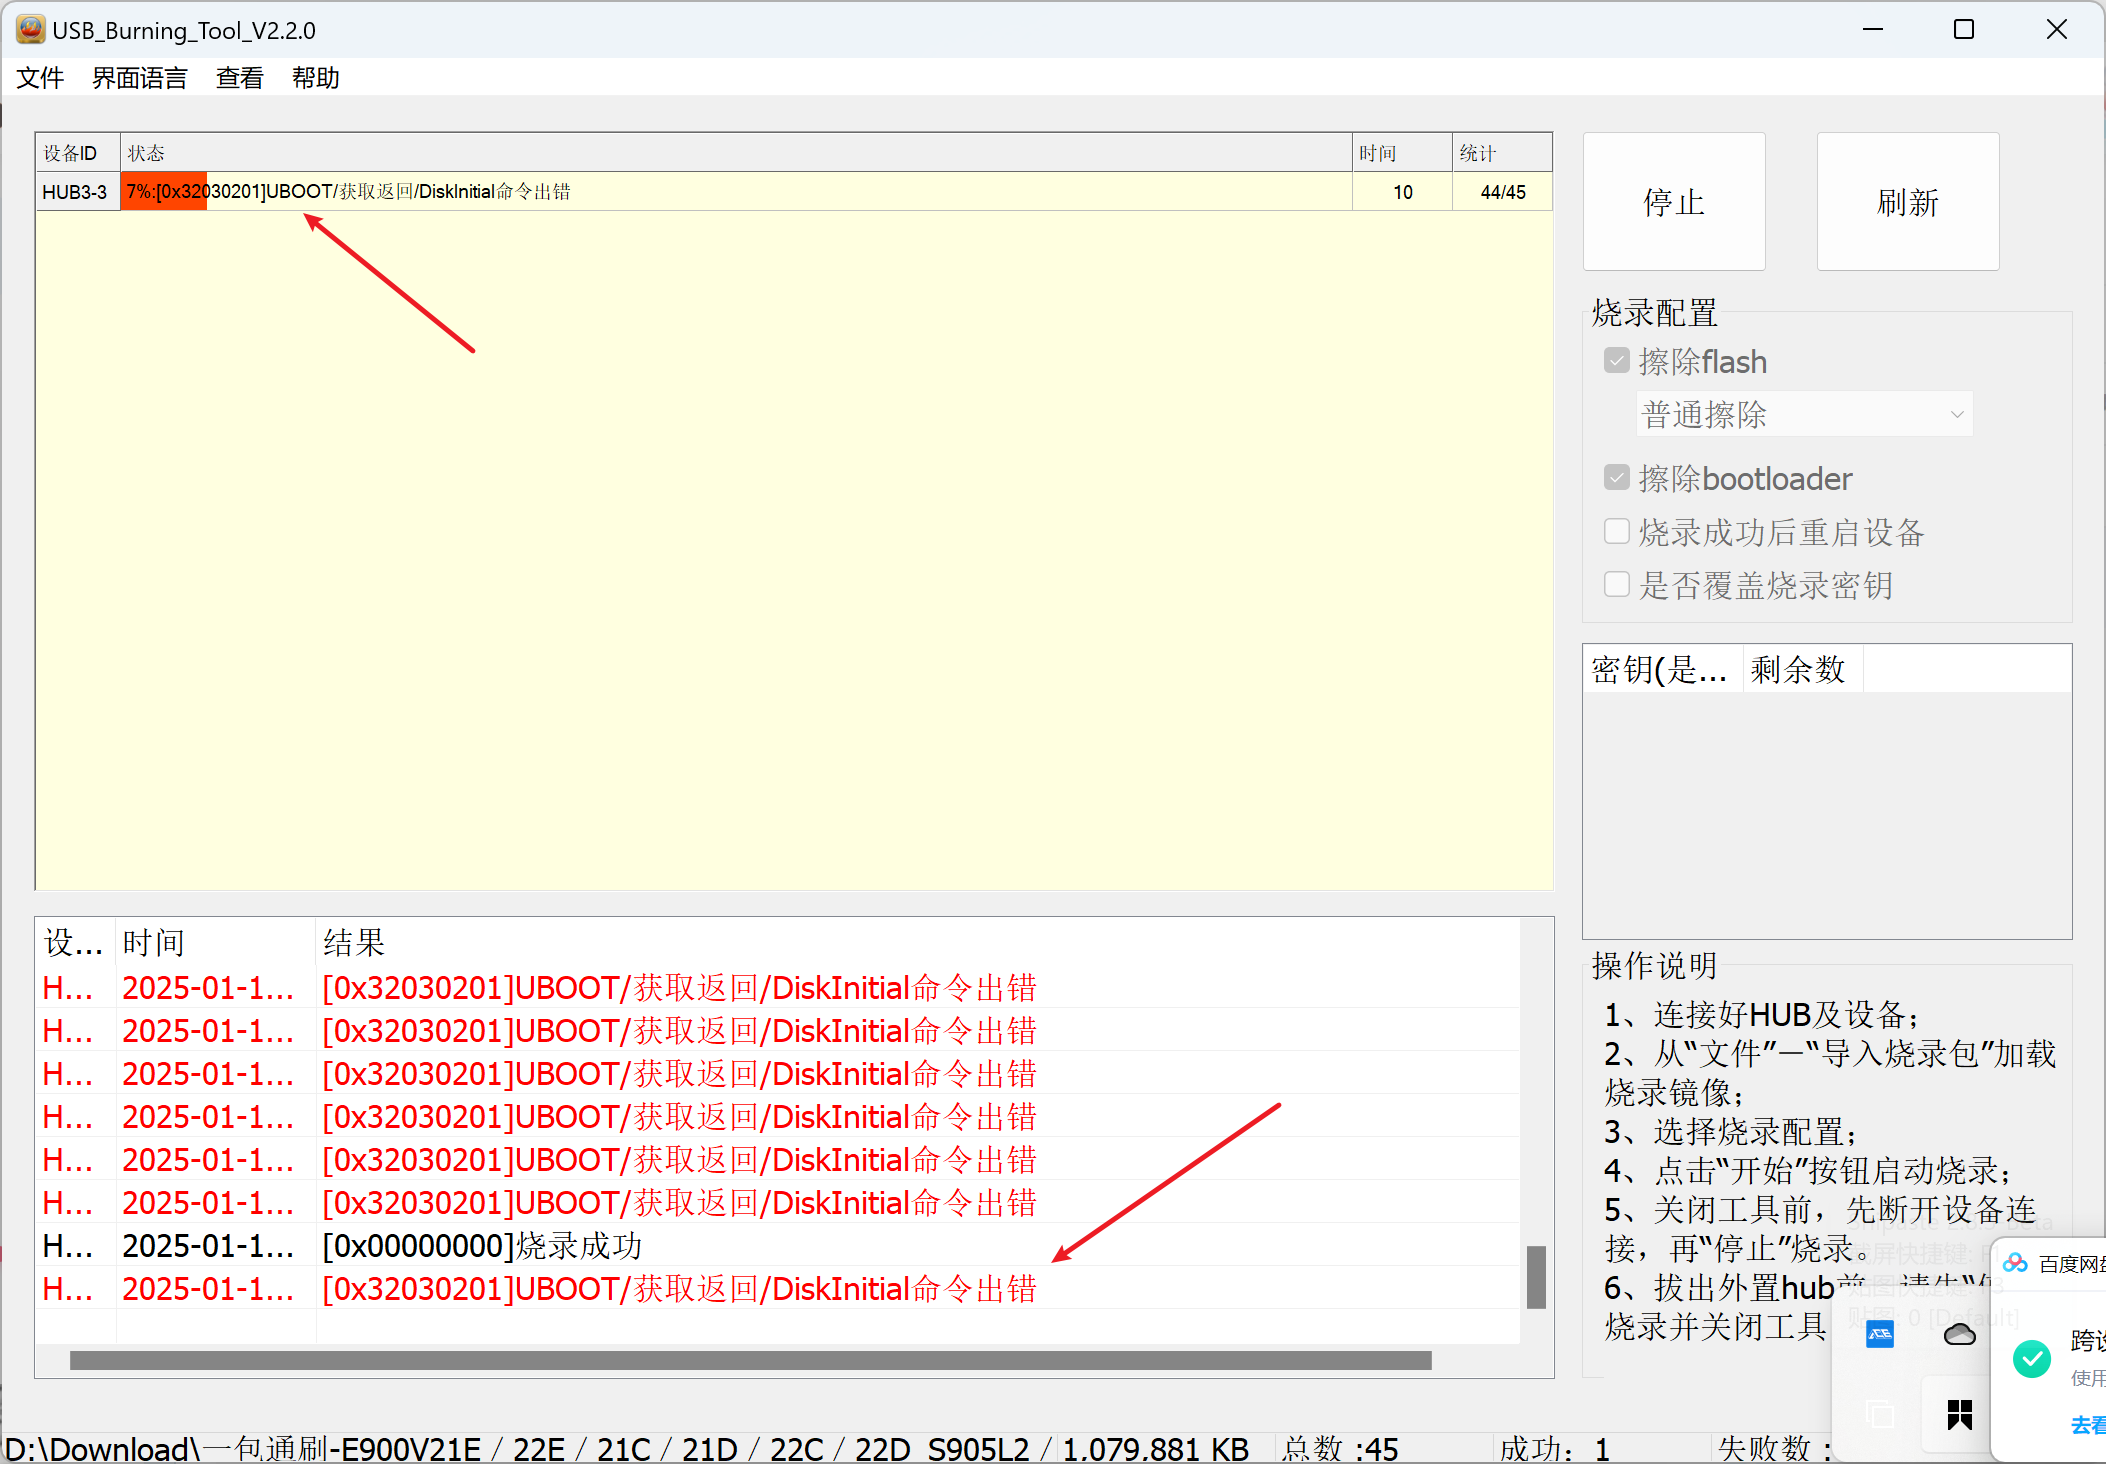 USB_Burning_Tool_V2.2.0
文件 界面语言 查看 帮助
设备ID 状态 时间 统计
HUB3-3 7%:[0x32030201]UBOOT/获取返回/DiskInitial命令出错 10 44/45
停止 刷新
烧录配置
擦除flash
普通擦除
擦除bootloader
烧录成功后重启设备
是否覆盖烧录密钥
密钥(是... 剩余数
设... 时间 结果
H... 2025-01-1... [0x32030201]UBOOT/获取返回/DiskInitial命令出错
H... 2025-01-1... [0x32030201]UBOOT/获取返回/DiskInitial命令出错
H... 2025-01-1... [0x32030201]UBOOT/获取返回/DiskInitial命令出错
H... 2025-01-1... [0x32030201]UBOOT/获取返回/DiskInitial命令出错
H... 2025-01-1... [0x32030201]UBOOT/获取返回/DiskInitial命令出错
H... 2025-01-1... [0x32030201]UBOOT/获取返回/DiskInitial命令出错
H... 2025-01-1... [0x00000000]烧录成功
H... 2025-01-1... [0x32030201]UBOOT/获取返回/DiskInitial命令出错
操作说明
1、连接好HUB及设备；
2、从“文件”—“导入烧录包”加载
烧录镜像；
3、选择烧录配置；
4、点击“开始”按钮启动烧录；
5、关闭工具前，先断开设备连
接，再“停止”烧录。
6、拔出外置hub前，请先“
烧录并关闭工具
贴图: 0 [Default]
百度网
跨
使用
去看
D:\Download\一包通刷-E900V21E / 22E / 21C / 21D / 22C / 22D S905L2 / 1,079,881 KB 总数 :45 成功： 1 失败数 :